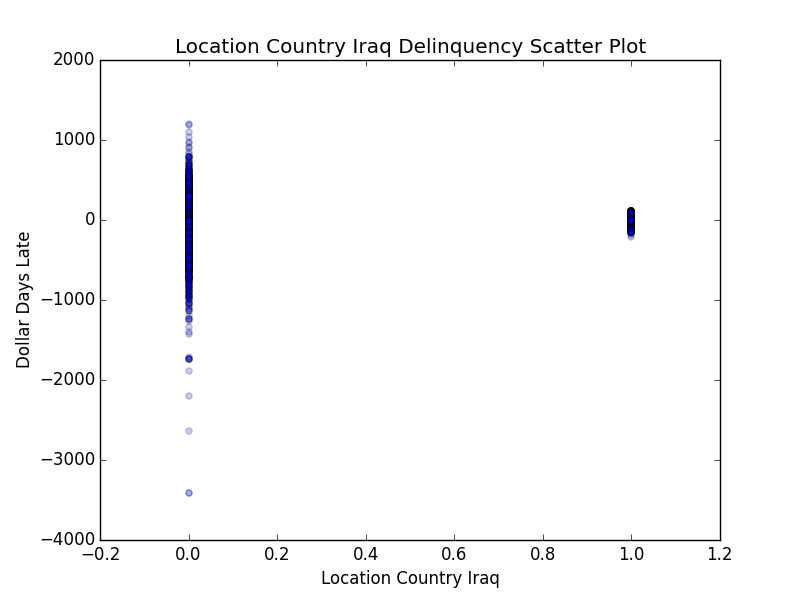 Location Country Iraq Delinquency Scatter Plot
2000
1000
0
−1000
−2000
−3000
−4000
Dollar Days Late
−0.2 0.0 0.2 0.4 0.6 0.8 1.0 1.2
Location Country Iraq